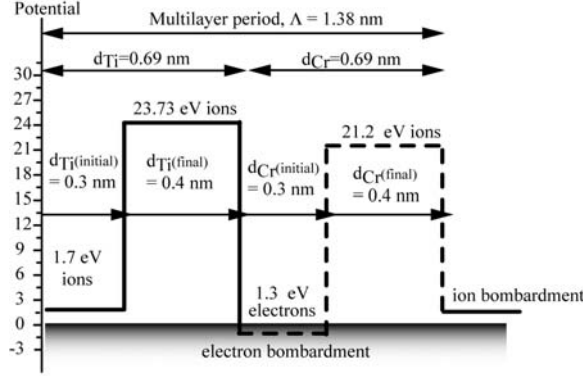 Potential
Multilayer period, Λ = 1.38 nm
dTi=0.69 nm
dCr=0.69 nm
30
27
24
21
18
15
12
9
6
3
0
-3
23.73 eV ions
21.2 eV ions
dTi(initial)
= 0.3 nm
dTi(final)
= 0.4 nm
dCr(initial)
= 0.3 nm
dCr(final)
= 0.4 nm
1.7 eV
ions
1.3 eV
electrons
ion bombardment
electron bombardment